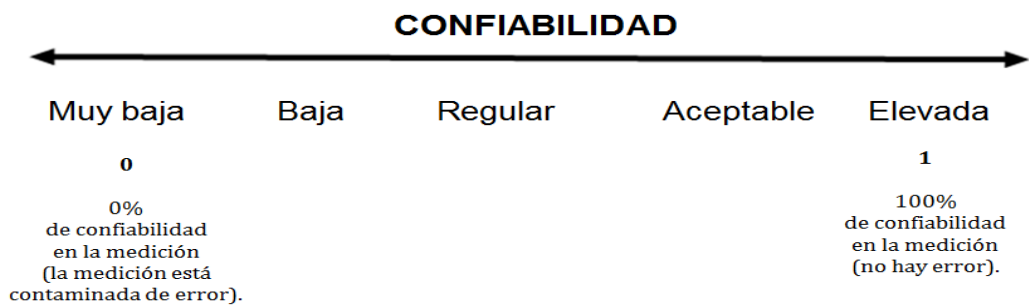 CONFIABILIDAD
Muy baja Baja Regular Aceptable Elevada
0
0%
de confiabilidad
en la medición
(la medición está
contaminada de error).
1
100%
de confiabilidad
en la medición
(no hay error).